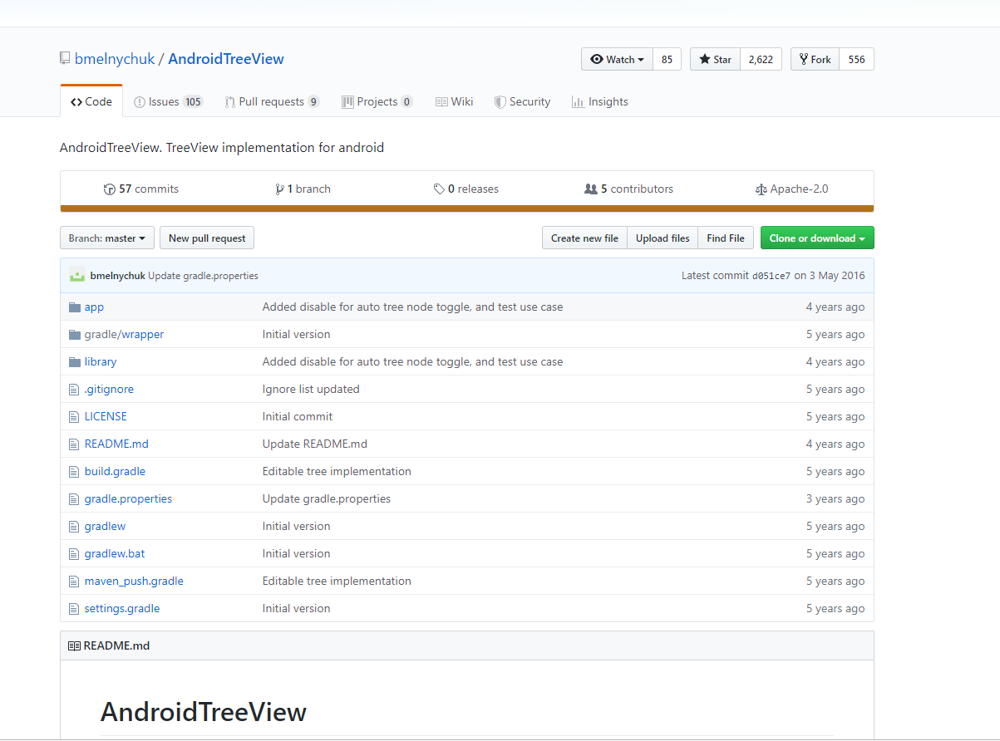 bmelnychuk / AndroidTreeView
Watch 85 Star 2,622 Fork 556
Code Issues 105 Pull requests 9 Projects 0 Wiki Security Insights
AndroidTreeView. TreeView implementation for android
57 commits 1 branch 0 releases 5 contributors Apache-2.0
Branch: master New pull request Create new file Upload files Find File Clone or download
bmelnychuk Update gradle.properties Latest commit d051ce7 on 3 May 2016
app Added disable for auto tree node toggle, and test use case 4 years ago
gradle/wrapper Initial version 5 years ago
library Added disable for auto tree node toggle, and test use case 4 years ago
.gitignore Ignore list updated 5 years ago
LICENSE Initial commit 5 years ago
README.md Update README.md 4 years ago
build.gradle Editable tree implementation 5 years ago
gradle.properties Update gradle.properties 3 years ago
gradlew Initial version 5 years ago
gradlew.bat Initial version 5 years ago
maven_push.gradle Editable tree implementation 5 years ago
settings.gradle Initial version 5 years ago
README.md
AndroidTreeView